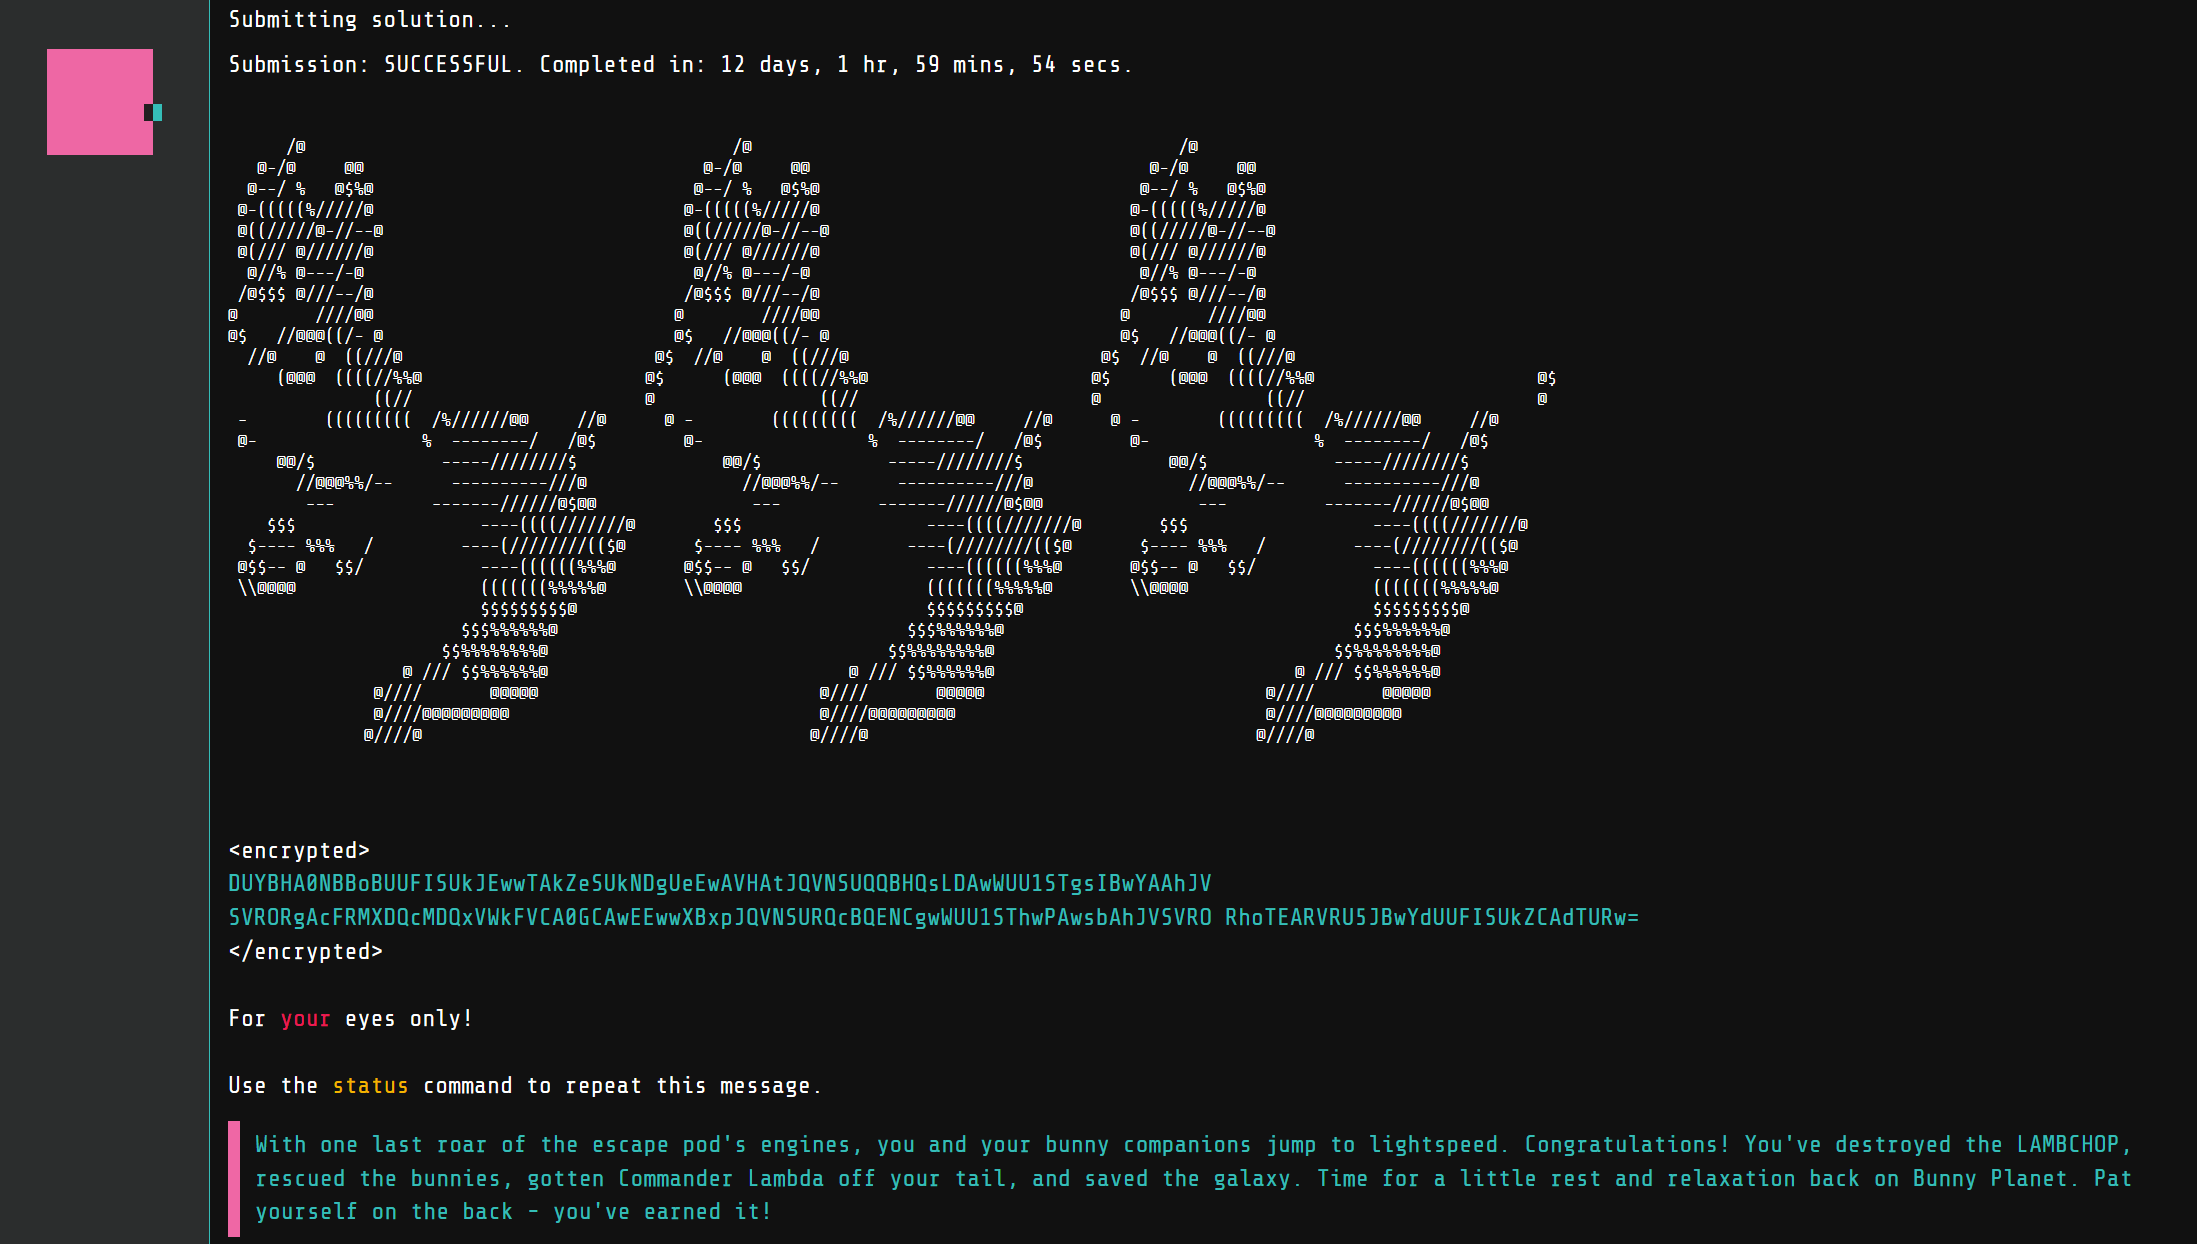 Submitting solution...
Submission: SUCCESSFUL. Completed in: 12 days, 1 hr, 59 mins, 54 secs.
<encrypted>
DUYBHA0NBBoBUUFISUkJEwwTAkZeSUkNDgUeEwAVHAtJQVNSUQQBHQsLDAwWUU1STgsIBwYAAhJV
SVRORgAcFRMXDQcMDQxVWkFVCA0GCAwEEwwXBxpJQVNSURQcBQENCgwWUU1SThwPAwsbAhJVSVRO RhoTEARVRU5JBwYdUUFISUkZCAdTURw=
</encrypted>
For your eyes only!
Use the status command to repeat this message.
With one last roar of the escape pod's engines, you and your bunny companions jump to lightspeed. Congratulations! You've destroyed the LAMBCHOP,
rescued the bunnies, gotten Commander Lambda off your tail, and saved the galaxy. Time for a little rest and relaxation back on Bunny Planet. Pat
yourself on the back - you've earned it!